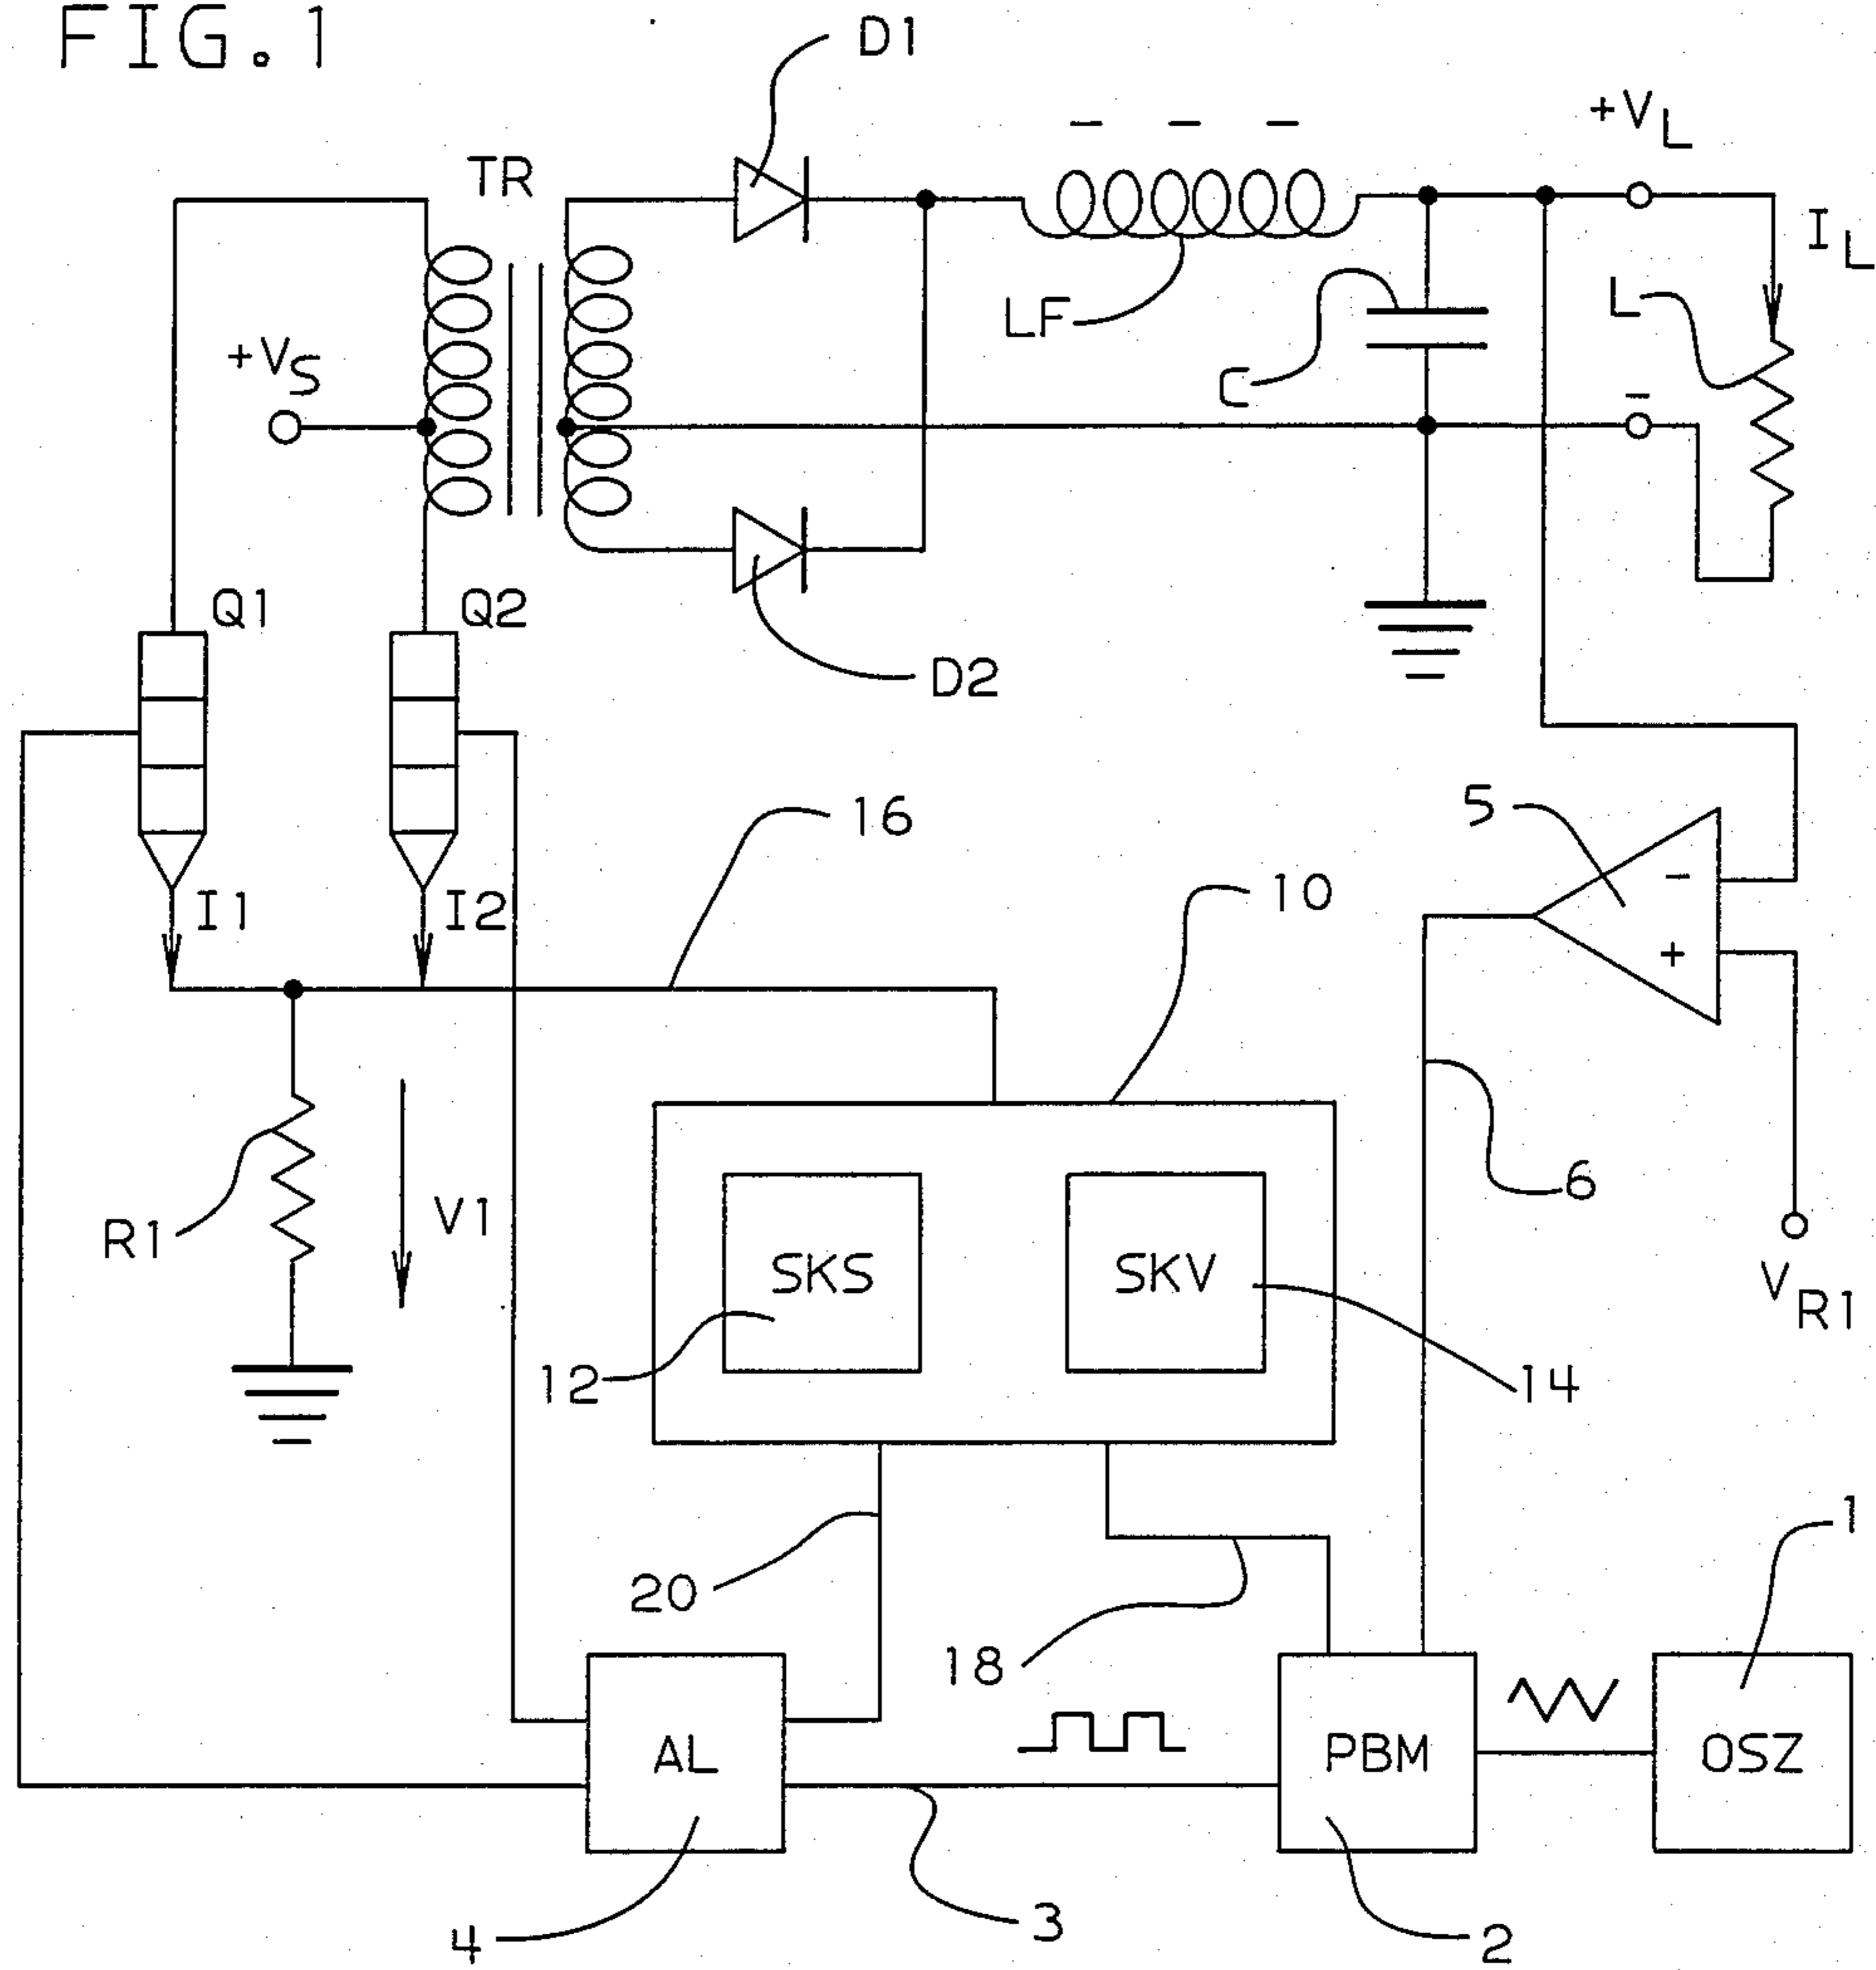 FIG.1
D1
+VL
TR
IL
LF
L
+VS
C
-
Q1
Q2
D2
16
5
10
-
I1
I2
+
6
V1
R1
SKS
SKV
VR1
12
14
1
20
18
AL
PBM
OSZ
3
4
2